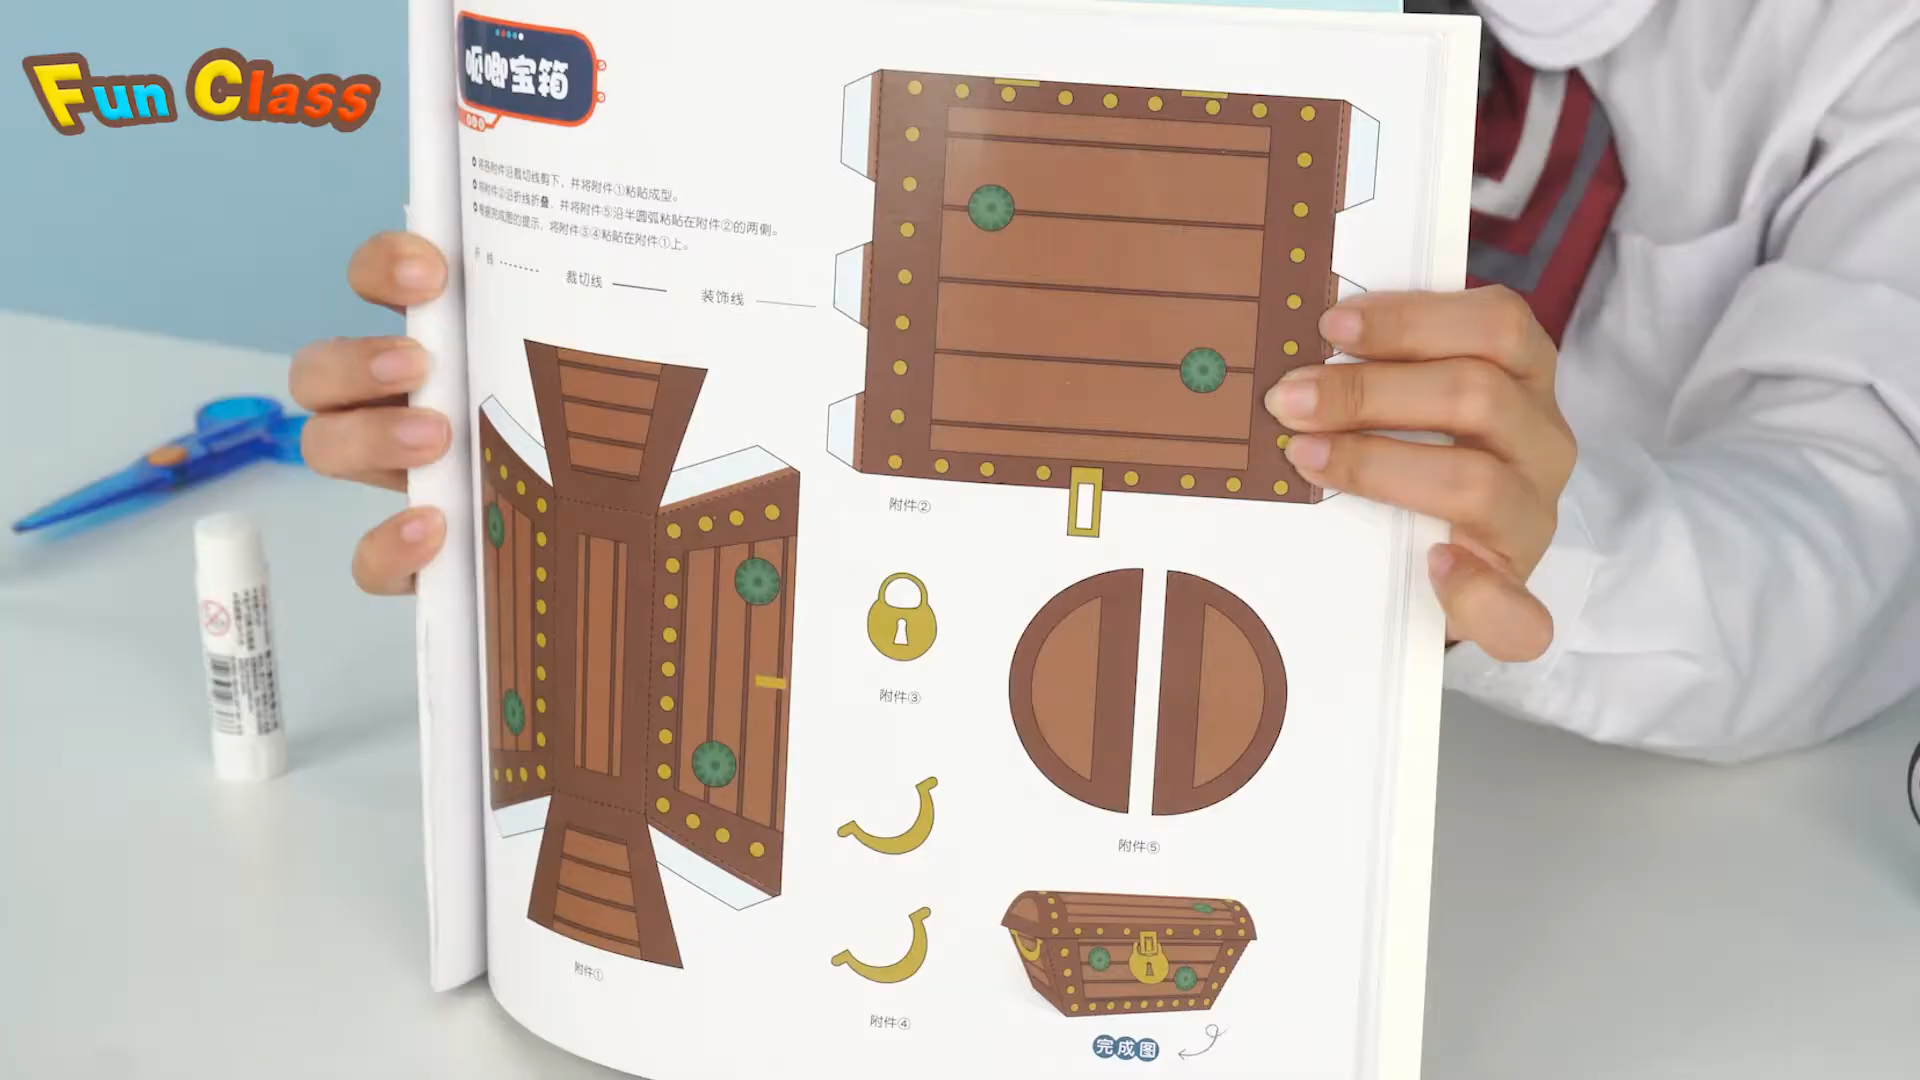 Fun Class
呃唧宝箱
将各附件沿裁切线剪下，并将附件①粘贴成型。
将附件②沿折线折叠，并将附件⑤沿半圆弧粘贴在附件②的两侧。
根据完成图的提示，将附件③④粘贴在附件①上。
折 线
裁切线
装饰线
附件②
附件③
附件⑤
附件①
附件④
完成图